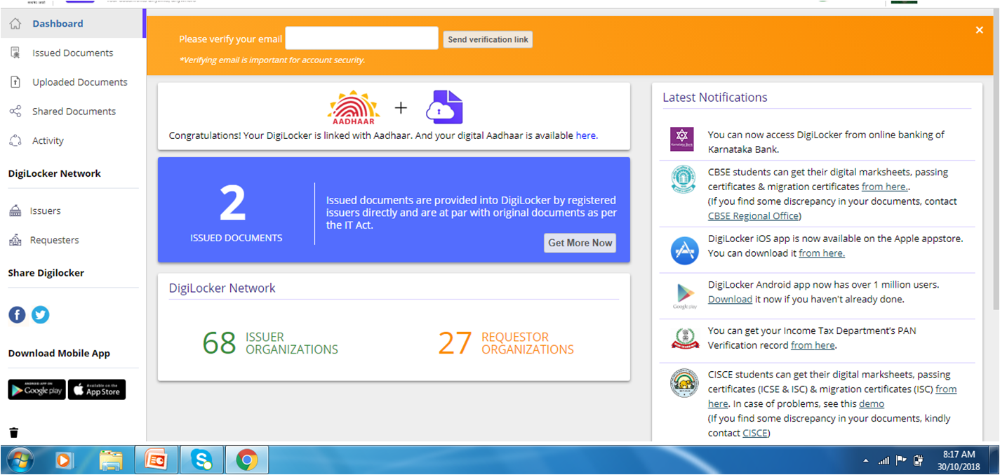 Dashboard
Issued Documents
Uploaded Documents
Shared Documents
Activity
DigiLocker Network
Issuers
Requesters
Share Digilocker
Download Mobile App
ANDROID APP ON
Google play
Available on the
App Store
Please verify your email
Send verification link
*Verifying email is important for account security.
AADHAAR
+
Congratulations! Your DigiLocker is linked with Aadhaar. And your digital Aadhaar is available here.
2
ISSUED DOCUMENTS
Issued documents are provided into DigiLocker by registered
issuers directly and are at par with original documents as per
the IT Act.
Get More Now
DigiLocker Network
68
ISSUER
ORGANIZATIONS
27
REQUESTOR
ORGANIZATIONS
Latest Notifications
Karnataka Bank
You can now access DigiLocker from online banking of
Karnataka Bank.
CBSE students can get their digital marksheets, passing
certificates & migration certificates from here..
(If you find some discrepancy in your documents, contact
CBSE Regional Office)
DigiLocker iOS app is now available on the Apple appstore.
You can download it from here.
Google play
DigiLocker Android app now has over 1 million users.
Download it now if you haven't already done.
You can get your Income Tax Department's PAN
Verification record from here.
CISCE students can get their digital marksheets, passing
certificates (ICSE & ISC) & migration certificates (ISC) from
here. In case of problems, see this demo
(If you find some discrepancy in your documents, kindly
contact CISCE)
8:17 AM
30/10/2018